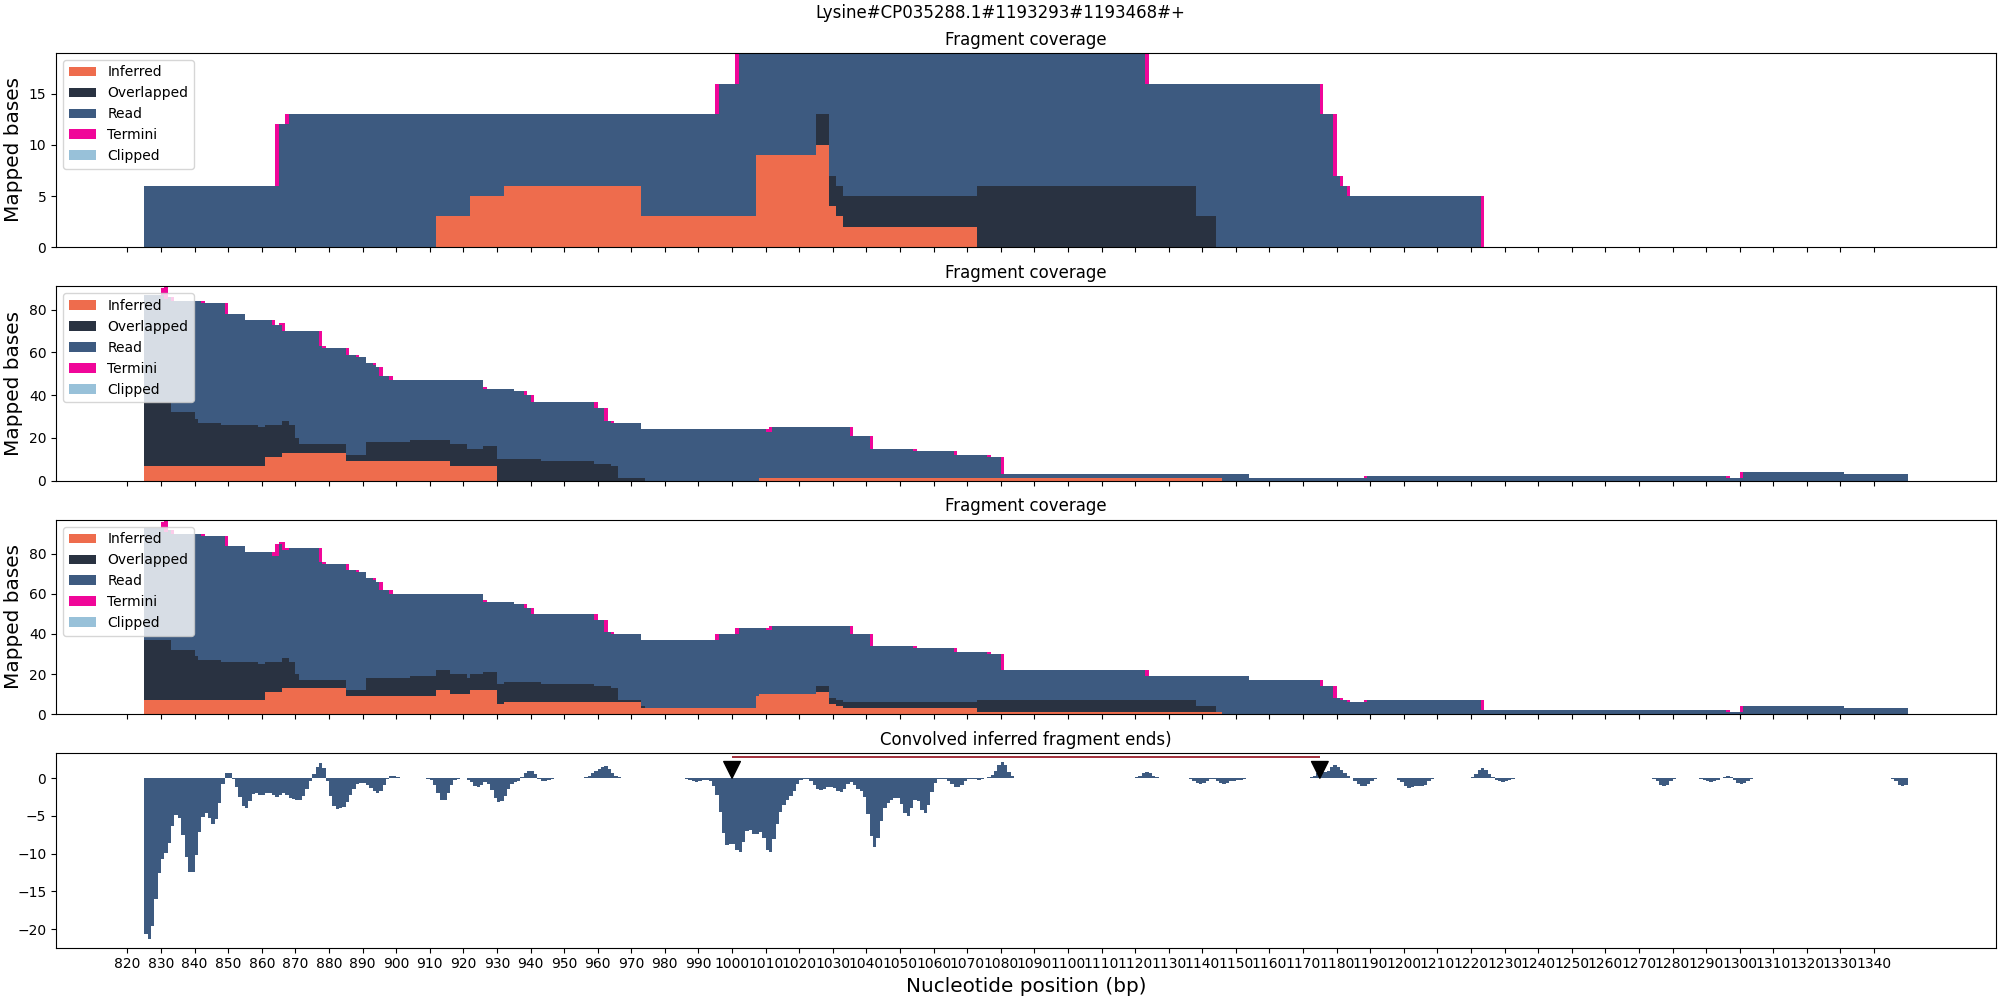 Lysine#CP035288.1#1193293#1193468#+
Fragment coverage
Mapped bases
15
10
5
0
Inferred
Overlapped
Read
Termini
Clipped
Fragment coverage
Mapped bases
80
60
40
20
0
Inferred
Overlapped
Read
Termini
Clipped
Fragment coverage
Mapped bases
80
60
40
20
0
Inferred
Overlapped
Read
Termini
Clipped
Convolved inferred fragment ends)
0
−5
−10
−15
−20
820 830 840 850 860 870 880 890 900 910 920 930 940 950 960 970 980 990 1000 1010 1020 1030 1040 1050 1060 1070 1080 1090 1100 1110 1120 1130 1140 1150 1160 1170 1180 1190 1200 1210 1220 1230 1240 1250 1260 1270 1280 1290 1300 1310 1320 1330 1340
Nucleotide position (bp)